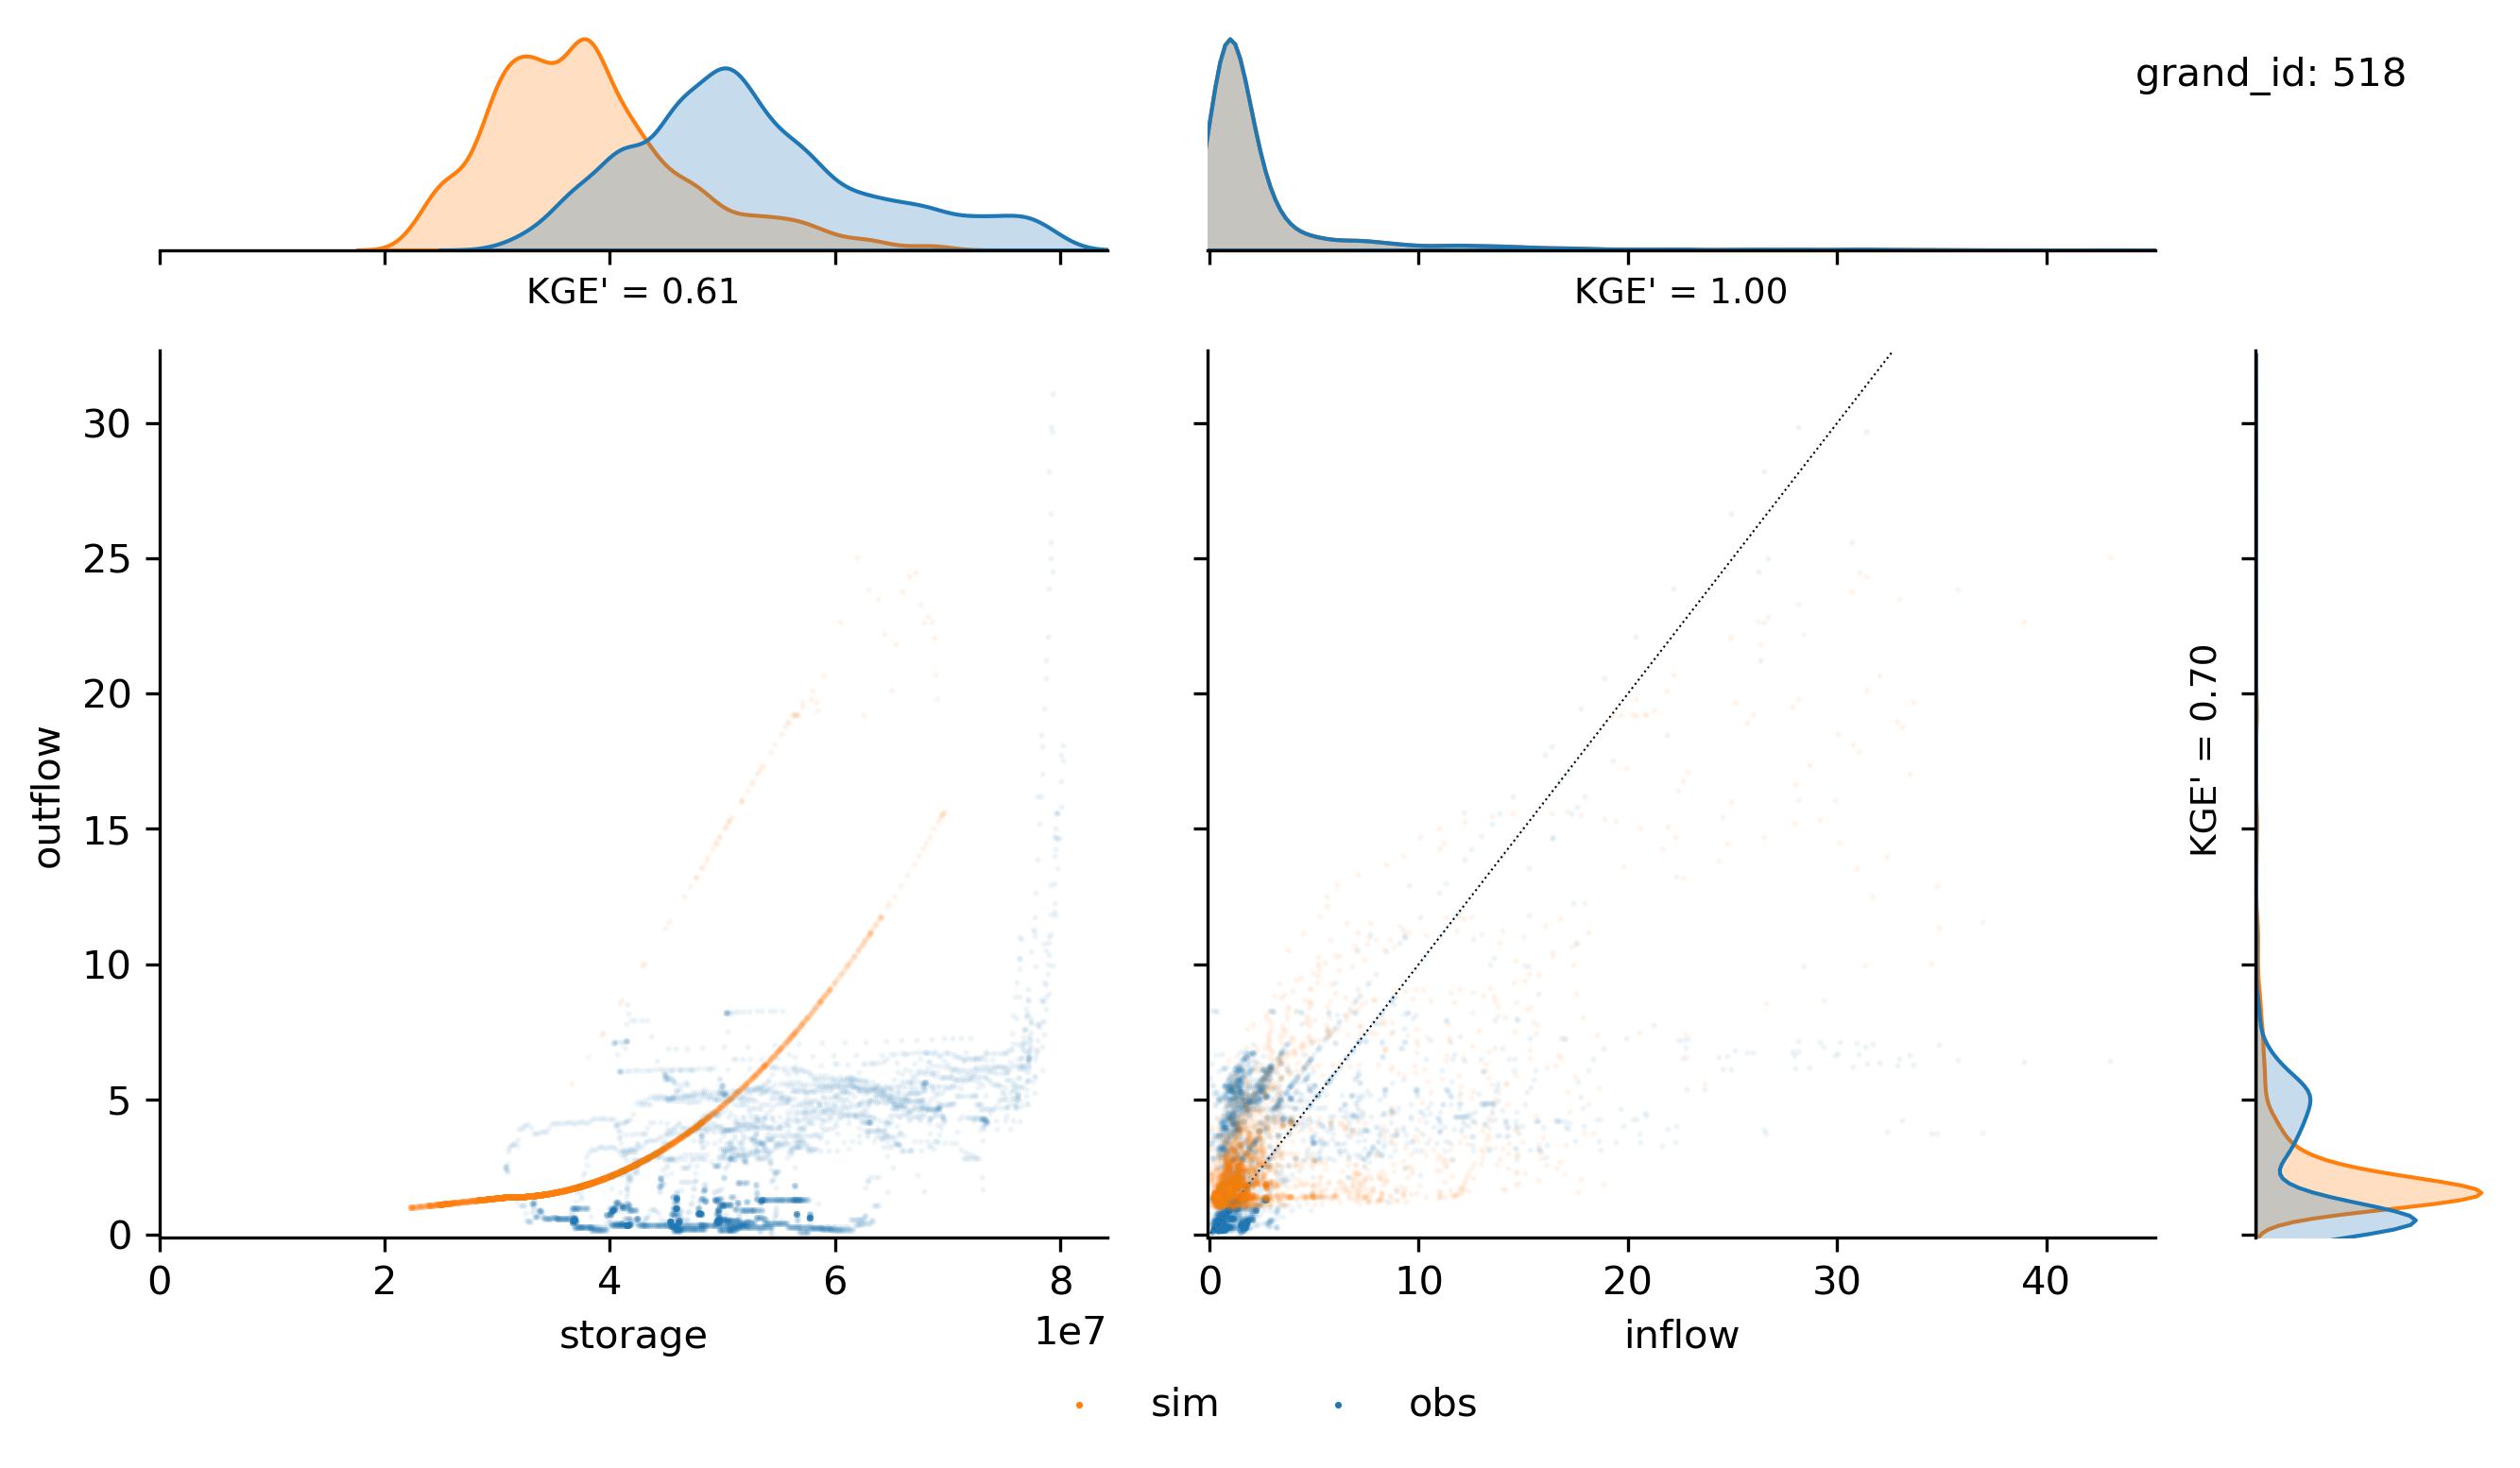 grand_id: 518
KGE' = 0.61
KGE' = 1.00
outflow
30
25
20
15
10
5
0
KGE' = 0.70
0 2 4 6 8
1e7
storage
0 10 20 30 40
inflow
sim obs